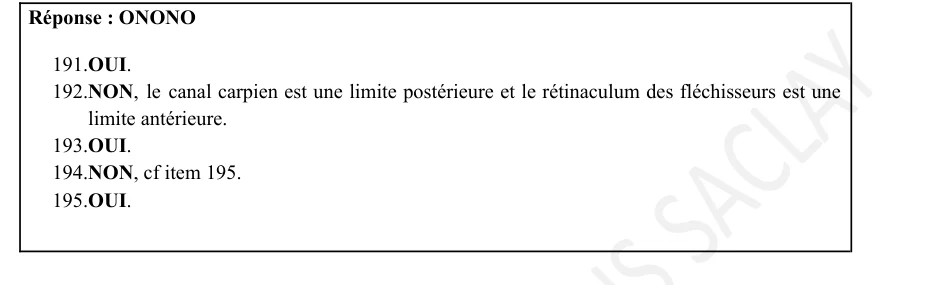 Réponse : ONONO
191.OUI.
192.NON, le canal carpien est une limite postérieure et le rétinaculum des fléchisseurs est une
limite antérieure.
193.OUI.
194.NON, cf item 195.
195.OUI.
SACLAY